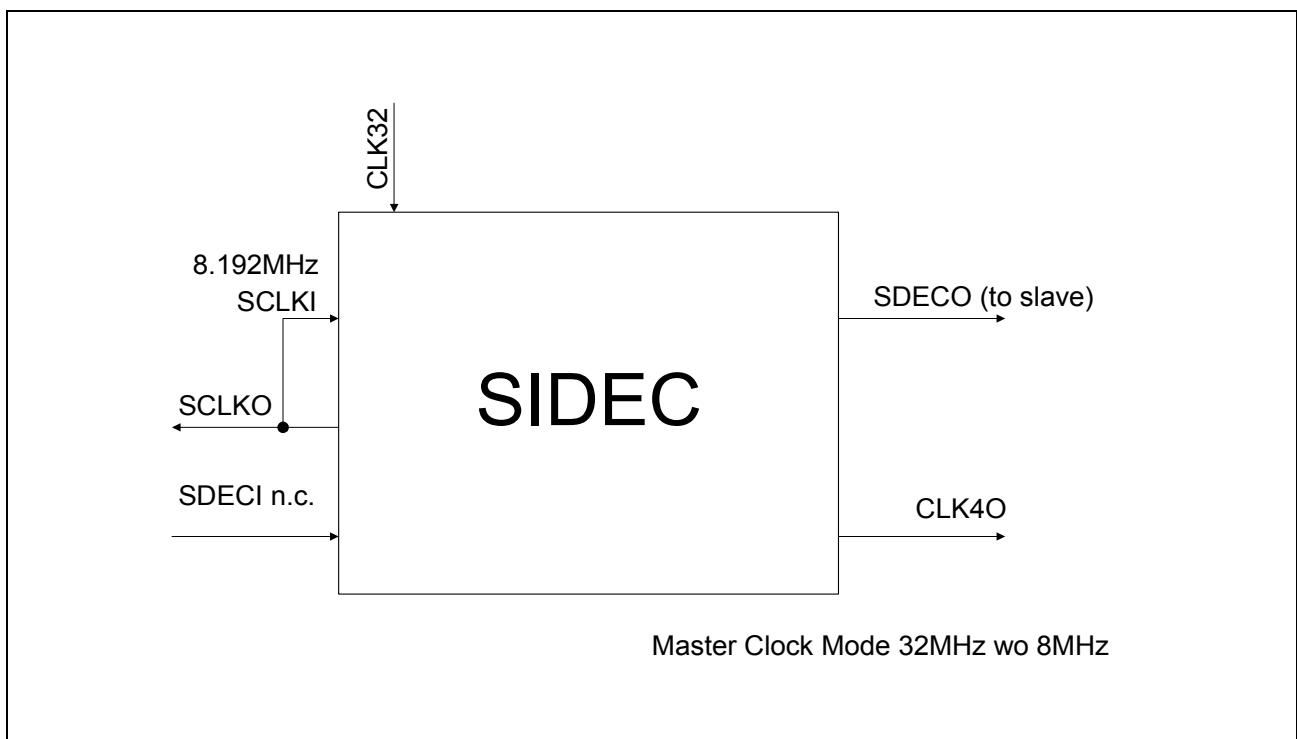 CLK32
8.192MHz
SCLKI
SDECO (to slave)
SIDEC
SCLKO
SDECI n.c.
CLK4O
Master Clock Mode 32MHz wo 8MHz